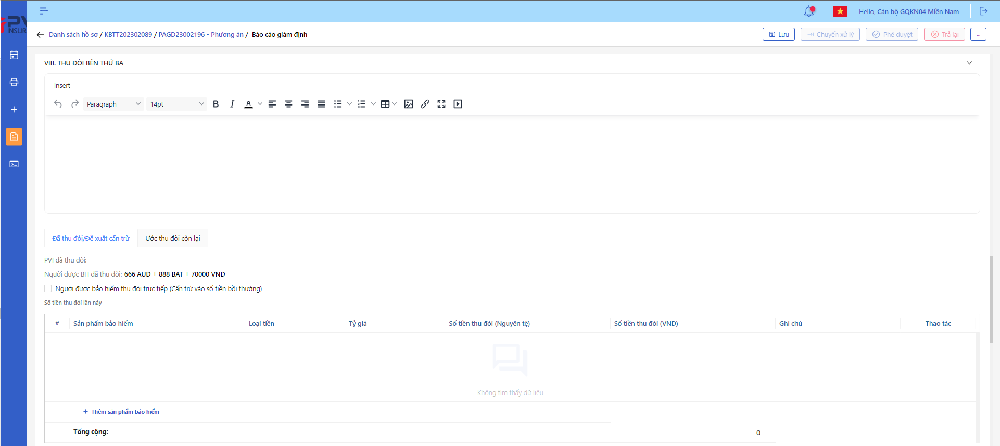 PV
INSURA
Hello, Cán bộ GQKN04 Miền Nam
Danh sách hồ sơ / KBTT202302089 / PAGD23002196 - Phương án / Báo cáo giám định
Lưu
Chuyển xử lý
Phê duyệt
Trả lại
...
VIII. THU ĐÒI BÊN THỨ BA
Insert
Paragraph
14pt
B I A
Đã thu đòi/Đề xuất cấn trừ
Ước thu đòi còn lại
PVI đã thu đòi:
Người được BH đã thu đòi: 666 AUD + 888 BAT + 70000 VND
Người được bảo hiểm thu đòi trực tiếp (Cấn trừ vào số tiền bồi thường)
Số tiền thu đòi lần này
# Sản phẩm bảo hiểm Loại tiền Tỷ giá Số tiền thu đòi (Nguyên tệ) Số tiền thu đòi (VND) Ghi chú Thao tác
Không tìm thấy dữ liệu
+ Thêm sản phẩm bảo hiểm
Tổng cộng: 0